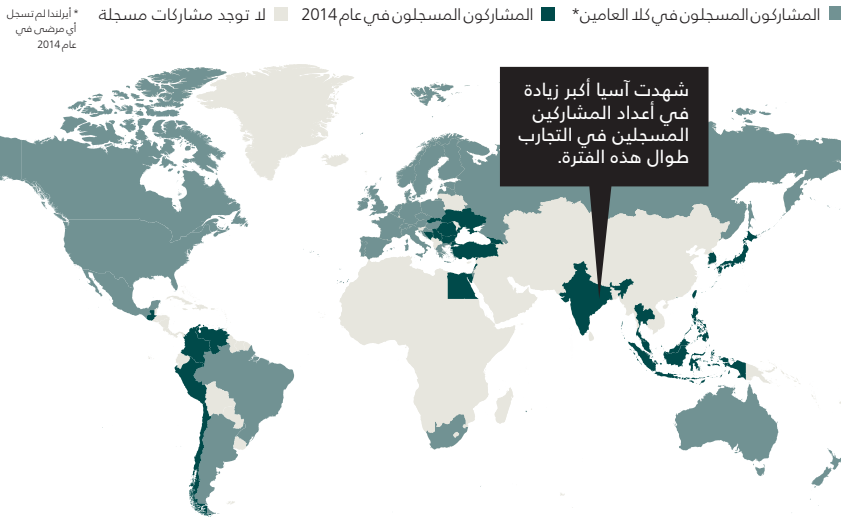 المشاركون المسجلون في كلا العامين*
المشاركون المسجلون في عام 2014
لا توجد مشاركات مسجلة
* أيرلندا لم تسجل
أي مرضى في
عام 2014
شهدت آسيا أكبر زيادة
في أعداد المشاركين
المسجلين في التجارب
طوال هذه الفترة.